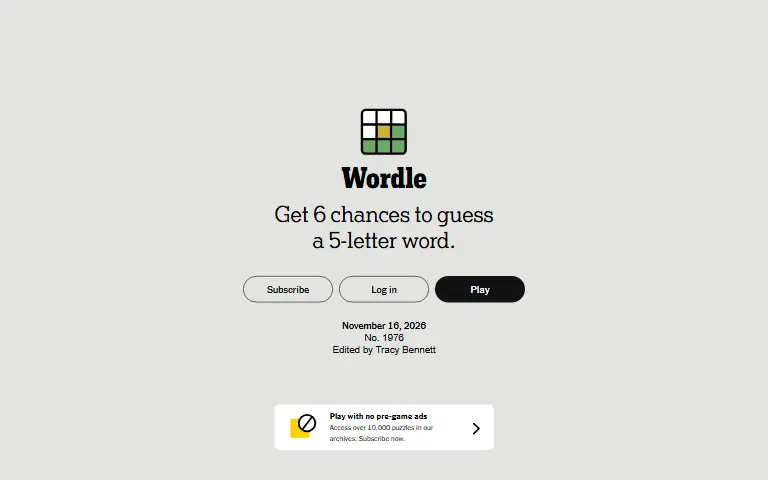 Wordle
Get 6 chances to guess
a 5-letter word.
Subscribe
Log in
Play
November 16, 2026
No. 1976
Edited by Tracy Bennett
Play with no pre-game ads
Access over 10,000 puzzles in our
archives. Subscribe now.